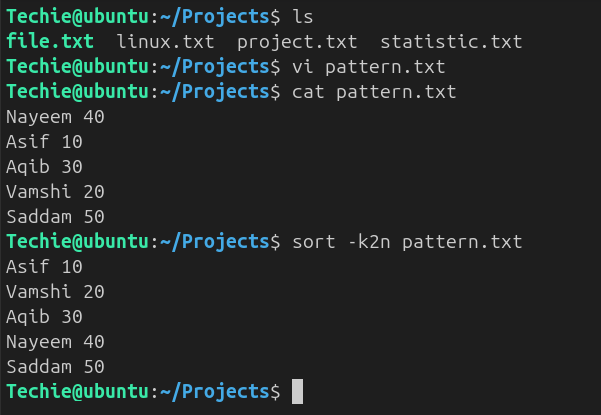 Techie@ubuntu:~/Projects$ ls
file.txt  linux.txt  project.txt  statistic.txt
Techie@ubuntu:~/Projects$ vi pattern.txt
Techie@ubuntu:~/Projects$ cat pattern.txt
Nayeem 40
Asif 10
Aqib 30
Vamshi 20
Saddam 50
Techie@ubuntu:~/Projects$ sort -k2n pattern.txt
Asif 10
Vamshi 20
Aqib 30
Nayeem 40
Saddam 50
Techie@ubuntu:~/Projects$